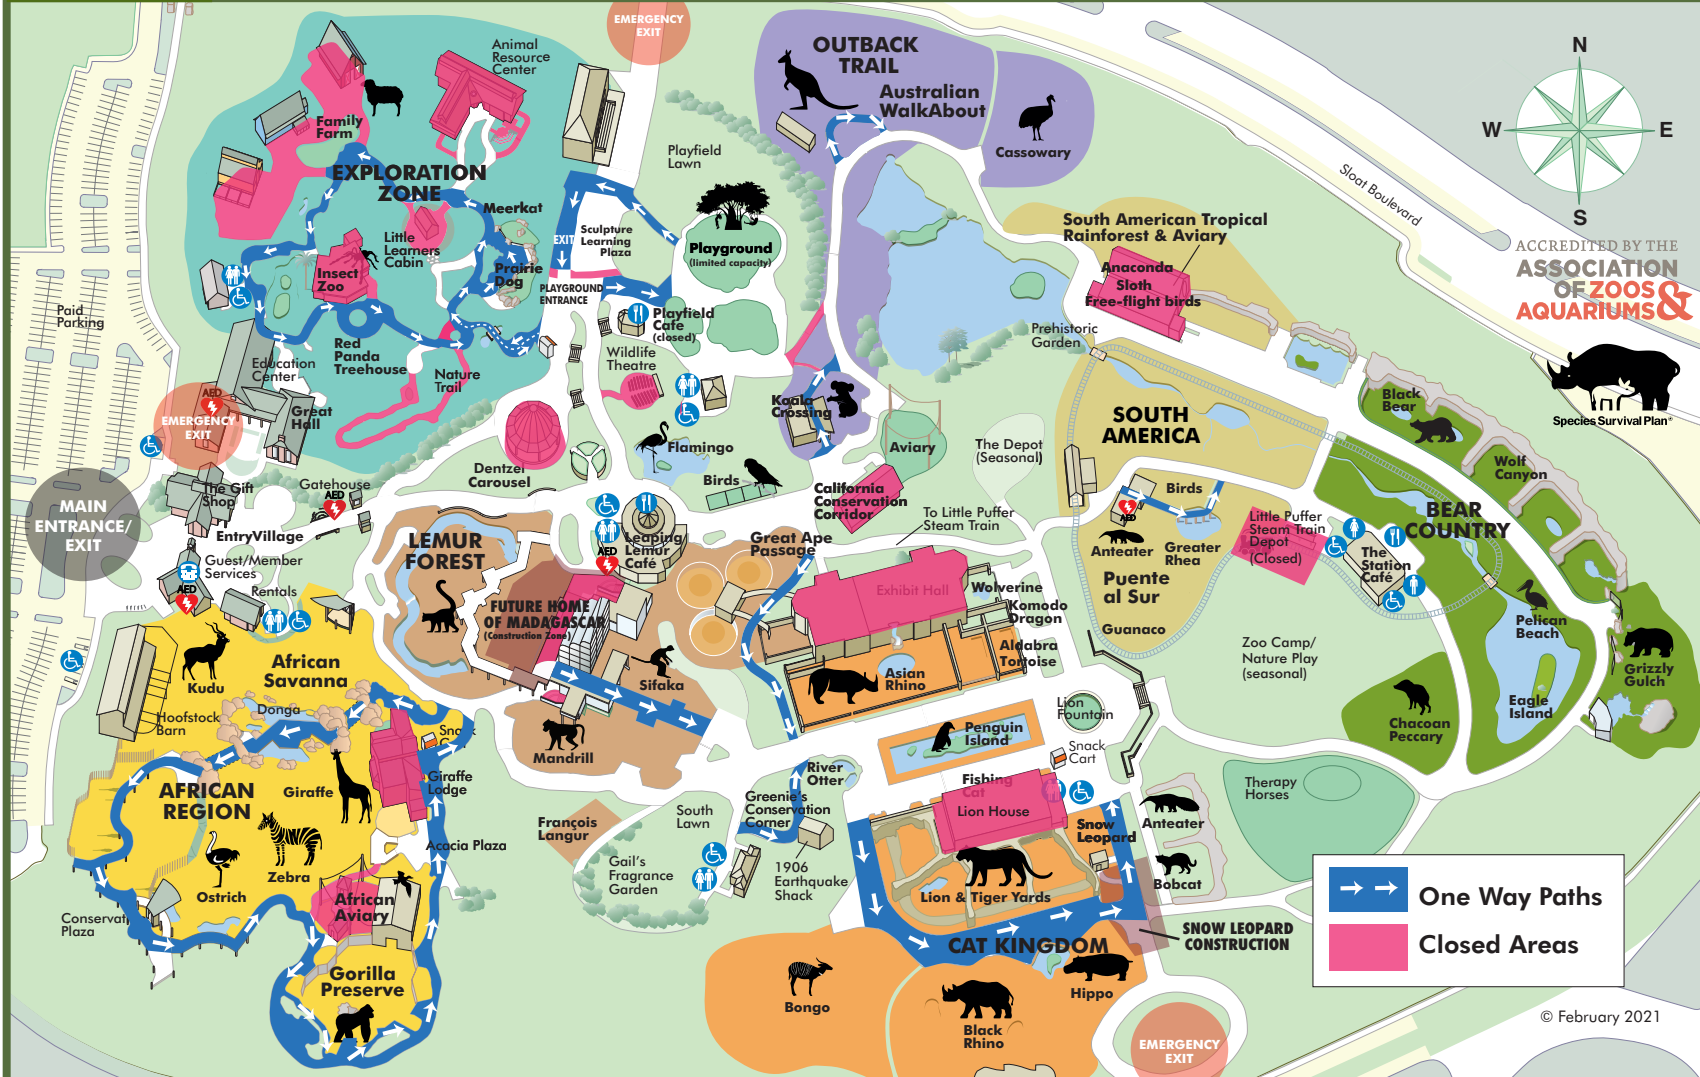 EMERGENCY
EXIT
OUTBACK
TRAIL
Australian
WalkAbout
Cassowary
Animal
Resource
Center
Family
Farm
EXPLORATION
ZONE
Meerkat
Little
Learners
Cabin
Insect
Zoo
Prairie
Dog
EXIT
Sculpture
Learning
Plaza
PLAYGROUND
ENTRANCE
Playfield
Lawn
Playground
(limited capacity)
Playfield
Cafe
(closed)
Wildlife
Theatre
Red
Panda
Treehouse
Nature
Trail
Education
Center
Great
Hall
AED
EMERGENCY
EXIT
Paid
Parking
MAIN
ENTRANCE/
EXIT
The Gift
Shop
Gatehouse
AED
EntryVillage
Guest/Member
Services
AED
Rentals
Dentzel
Carousel
Flamingo
Birds
Koala
Crossing
Aviary
California
Conservation
Corridor
The Depot
(Seasonal)
To Little Puffer
Steam Train
South American Tropical
Rainforest & Aviary
Anaconda
Sloth
Free-flight birds
Prehistoric
Garden
Sloat Boulevard
N
W
E
S
ACCREDITED BY THE
ASSOCIATION
OF ZOOS
&
AQUARIUMS
Species Survival Plan®
SOUTH
AMERICA
Black
Bear
Wolf
Canyon
BEAR
COUNTRY
Birds
AED
Anteater
Greater
Rhea
Puente
al Sur
Guanaco
Little Puffer
Steam Train
Depot
(Closed)
The
Station
Café
Pelican
Beach
Grizzly
Gulch
Eagle
Island
Chacoan
Peccary
Zoo Camp/
Nature Play
(seasonal)
LEMUR
FOREST
Leaping
Lemur
Café
AED
Great Ape
Passage
FUTURE HOME
OF MADAGASCAR
(Construction Zone)
Sifaka
Mandrill
Exhibit Hall
Wolverine
Komodo
Dragon
Aldabra
Tortoise
Asian
Rhino
Lion
Fountain
Penguin
Island
Snack
Cart
Fishing
Cat
Lion House
Snow
Leopard
Lion & Tiger Yards
CAT KINGDOM
Anteater
Bobcat
SNOW LEOPARD
CONSTRUCTION
Therapy
Horses
River
Otter
Greenie's
Conservation
Corner
1906
Earthquake
Shack
South
Lawn
François
Langur
Gail's
Fragrance
Garden
Kudu
African
Savanna
Hoofstock
Barn
Donga
AFRICAN
REGION
Giraffe
Giraffe
Lodge
Zebra
Ostrich
Acacia Plaza
African
Aviary
Plaza
Gorilla
Preserve
Bongo
Black
Rhino
Hippo
EMERGENCY
EXIT
One Way Paths
Closed Areas
© February 2021